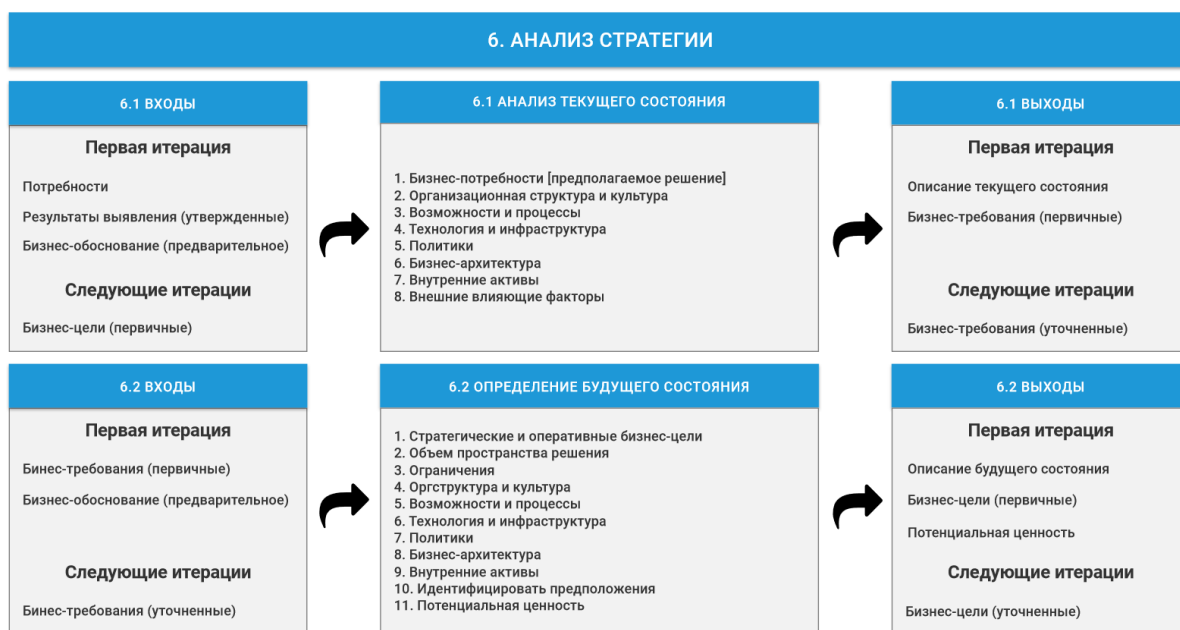 6. АНАЛИЗ СТРАТЕГИИ
6.1 ВХОДЫ
Первая итерация
Потребности
Результаты выявления (утвержденные)
Бизнес-обоснование (предварительное)
Следующие итерации
Бизнес-цели (первичные)
6.1 АНАЛИЗ ТЕКУЩЕГО СОСТОЯНИЯ
1. Бизнес-потребности [предполагаемое решение]
2. Организационная структура и культура
3. Возможности и процессы
4. Технология и инфраструктура
5. Политики
6. Бизнес-архитектура
7. Внутренние активы
8. Внешние влияющие факторы
6.1 ВЫХОДЫ
Первая итерация
Описание текущего состояния
Бизнес-требования (первичные)
Следующие итерации
Бизнес-требования (уточненные)
6.2 ВХОДЫ
Первая итерация
Бинес-требования (первичные)
Бизнес-обоснование (предварительное)
Следующие итерации
Бинес-требования (уточненные)
6.2 ОПРЕДЕЛЕНИЕ БУДУЩЕГО СОСТОЯНИЯ
1. Стратегические и оперативные бизнес-цели
2. Объем пространства решения
3. Ограничения
4. Оргструктура и культура
5. Возможности и процессы
6. Технология и инфраструктура
7. Политики
8. Бизнес-архитектура
9. Внутренние активы
10. Идентифицировать предположения
11. Потенциальная ценность
6.2 ВЫХОДЫ
Первая итерация
Описание будущего состояния
Бизнес-цели (первичные)
Потенциальная ценность
Следующие итерации
Бизнес-цели (уточненные)